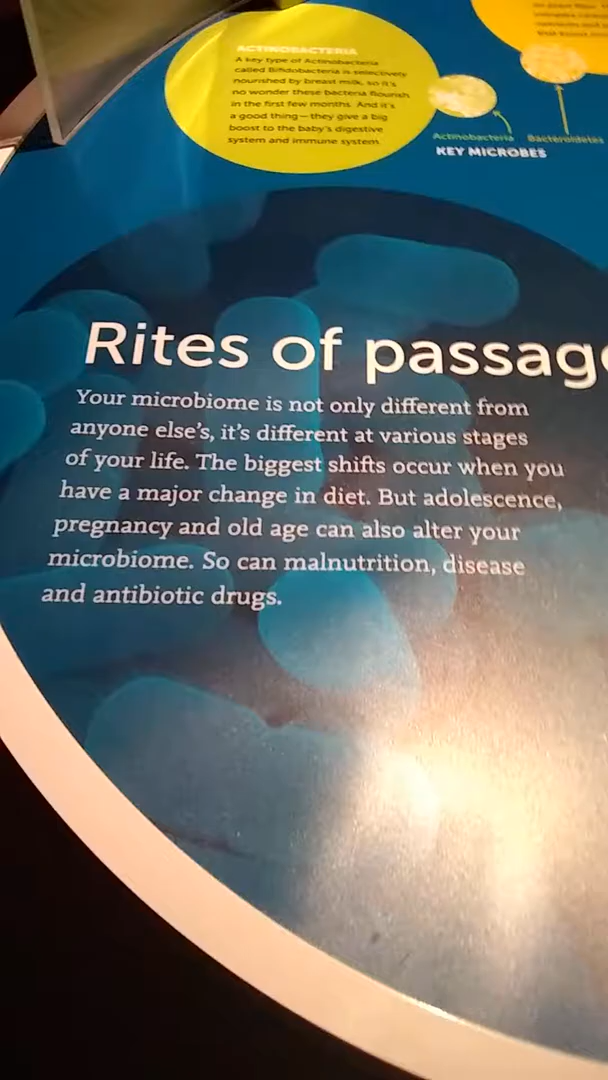 ACTINOBACTERIA
A key type of Actinobacteria
called Bifidobacteria is selectively
nourished by breast milk, so it's
no wonder these bacteria flourish
in the first few months. And it's
a good thing—they give a big
boost to the baby's digestive
system and immune system.
Actinobacteria
Bacteroidetes
KEY MICROBES
Rites of passag
Your microbiome is not only different from
anyone else's, it's different at various stages
of your life. The biggest shifts occur when you
have a major change in diet. But adolescence,
pregnancy and old age can also alter your
microbiome. So can malnutrition, disease
and antibiotic drugs.